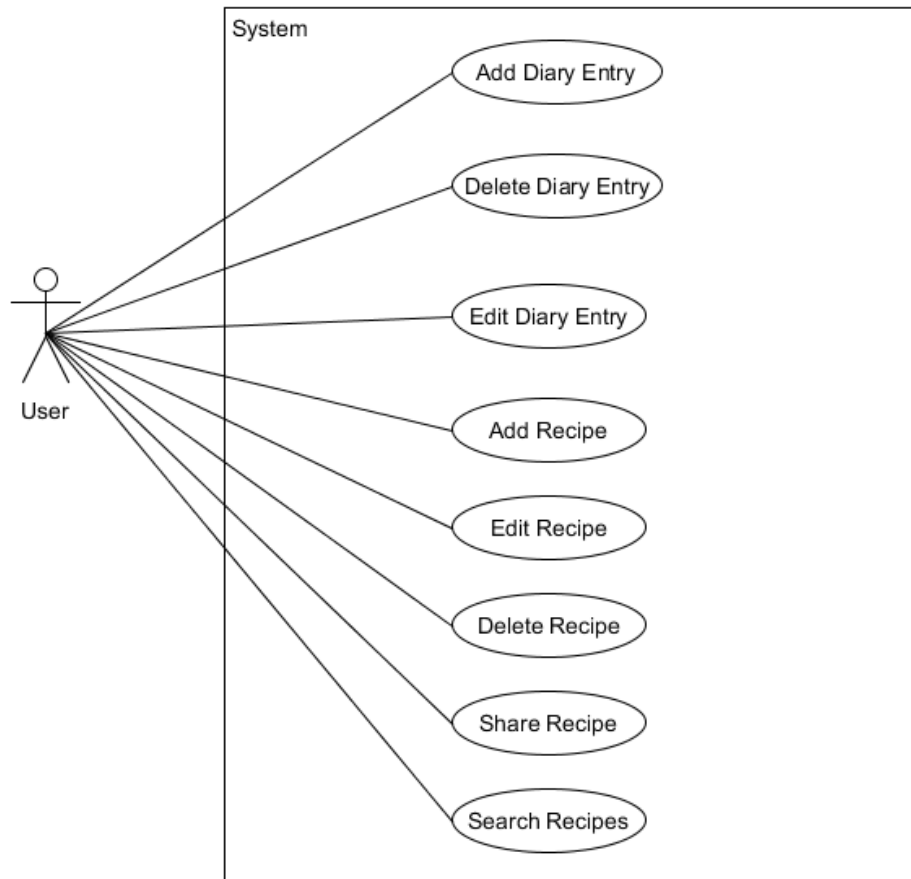 System
Add Diary Entry
Delete Diary Entry
Edit Diary Entry
User
Add Recipe
Edit Recipe
Delete Recipe
Share Recipe
Search Recipes